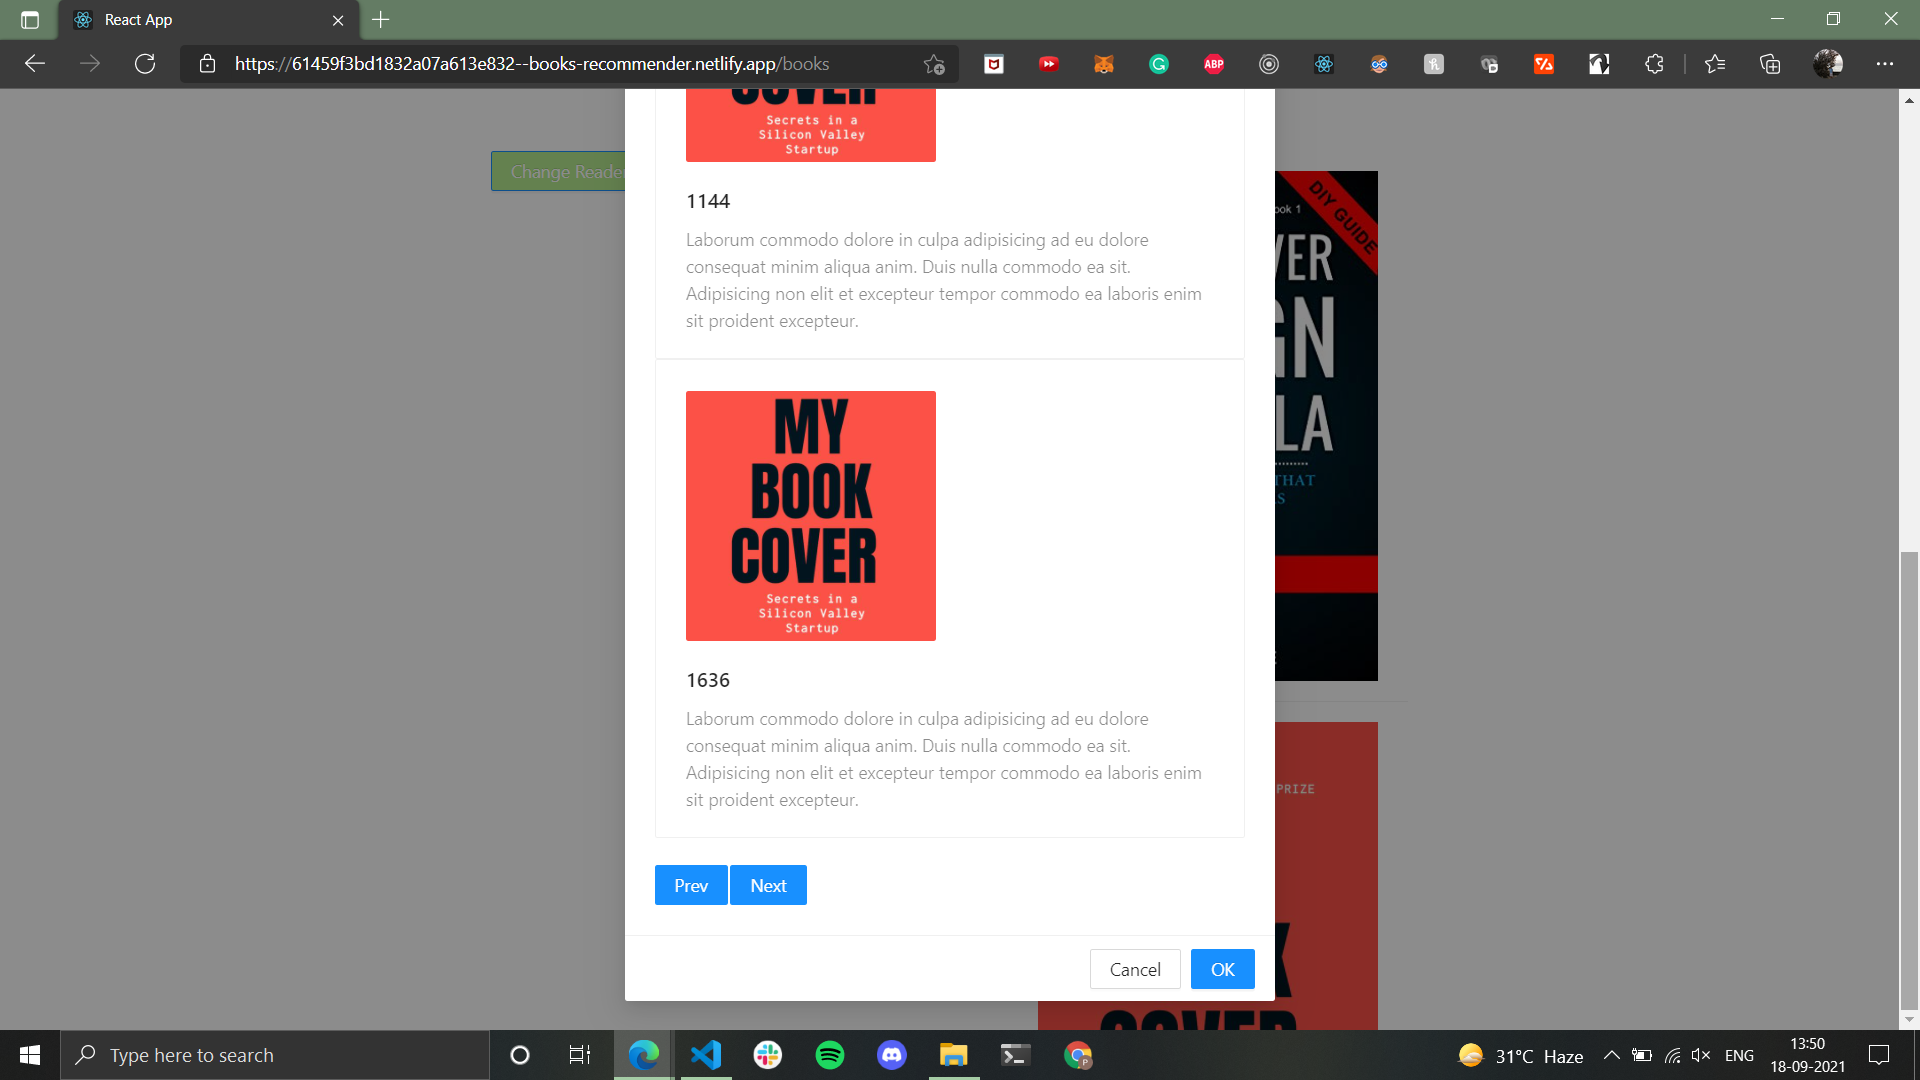 React App
https://61459f3bd1832a07a613e832--books-recommender.netlify.app/books
ABP
COVER
Secrets in a
Silicon Valley
Startup
Change Reader
1144
Laborum commodo dolore in culpa adipisicing ad eu dolore
consequat minim aliqua anim. Duis nulla commodo ea sit.
Adipisicing non elit et excepteur tempor commodo ea laboris enim
sit proident excepteur.
DIY GUIDE
ook 1
VER
GN
LA
THAT
S
MY
BOOK
COVER
Secrets in a
Silicon Valley
Startup
1636
Laborum commodo dolore in culpa adipisicing ad eu dolore
consequat minim aliqua anim. Duis nulla commodo ea sit.
Adipisicing non elit et excepteur tempor commodo ea laboris enim
sit proident excepteur.
PRIZE
Prev Next
Cancel OK
K
COVER
Type here to search
31°C Haze
ENG
13:50
18-09-2021